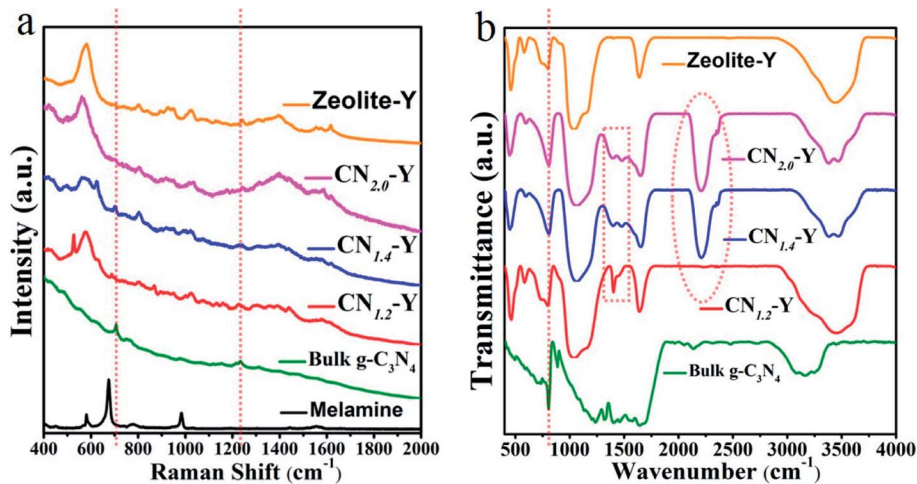 a
Intensity (a.u.)
Zeolite-Y
CN2.0-Y
CN1.4-Y
CN1.2-Y
Bulk g-C3N4
Melamine
400 600 800 1000 1200 1400 1600 1800 2000
Raman Shift (cm-1)
b
Transmittance (a.u.)
Zeolite-Y
CN2.0-Y
CN1.4-Y
CN1.2-Y
Bulk g-C3N4
500 1000 1500 2000 2500 3000 3500 4000
Wavenumber (cm-1)